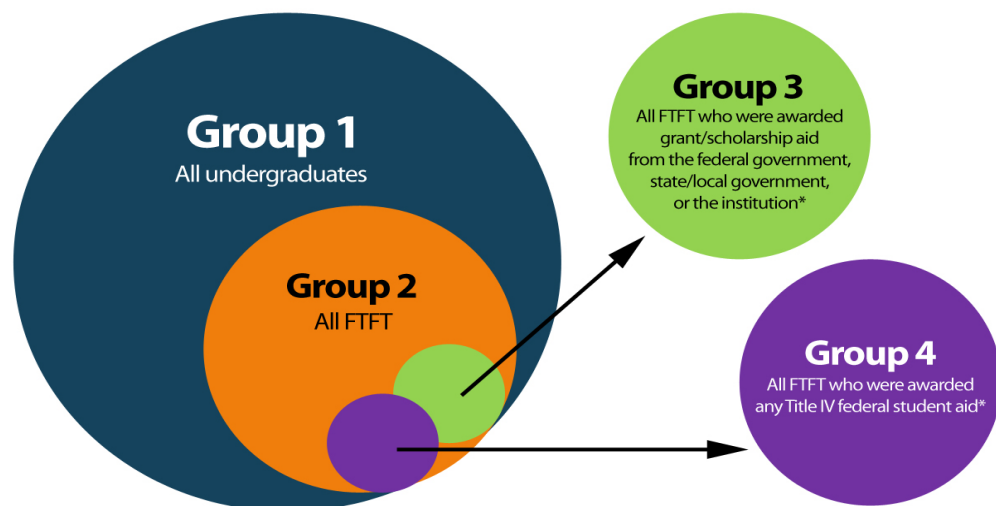 Group 1
All undergraduates
Group 2
All FTFT
Group 3
All FTFT who were awarded
grant/scholarship aid
from the federal government,
state/local government,
or the institution*
Group 4
All FTFT who were awarded
any Title IV federal student aid*